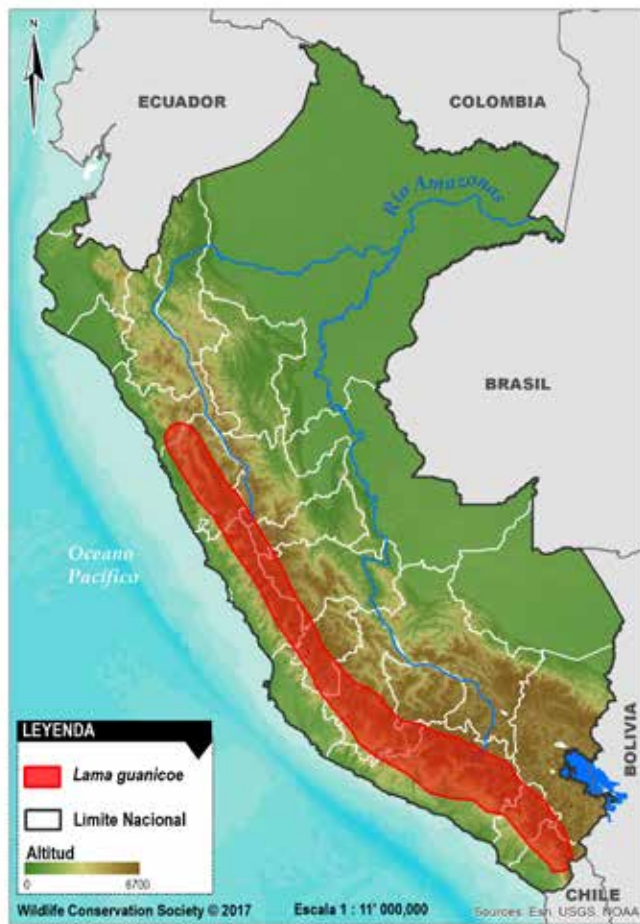 N
ECUADOR
COLOMBIA
Río Amazonas
BRASIL
Oceano
Pacífico
BOLIVIA
LEYENDA
Lama guanicoe
Límite Nacional
Altitud
0 6700
CHILE
Wildlife Conservation Society © 2017 Escala 1 : 11' 000,000 Sources: Esri, USGS, NOAA